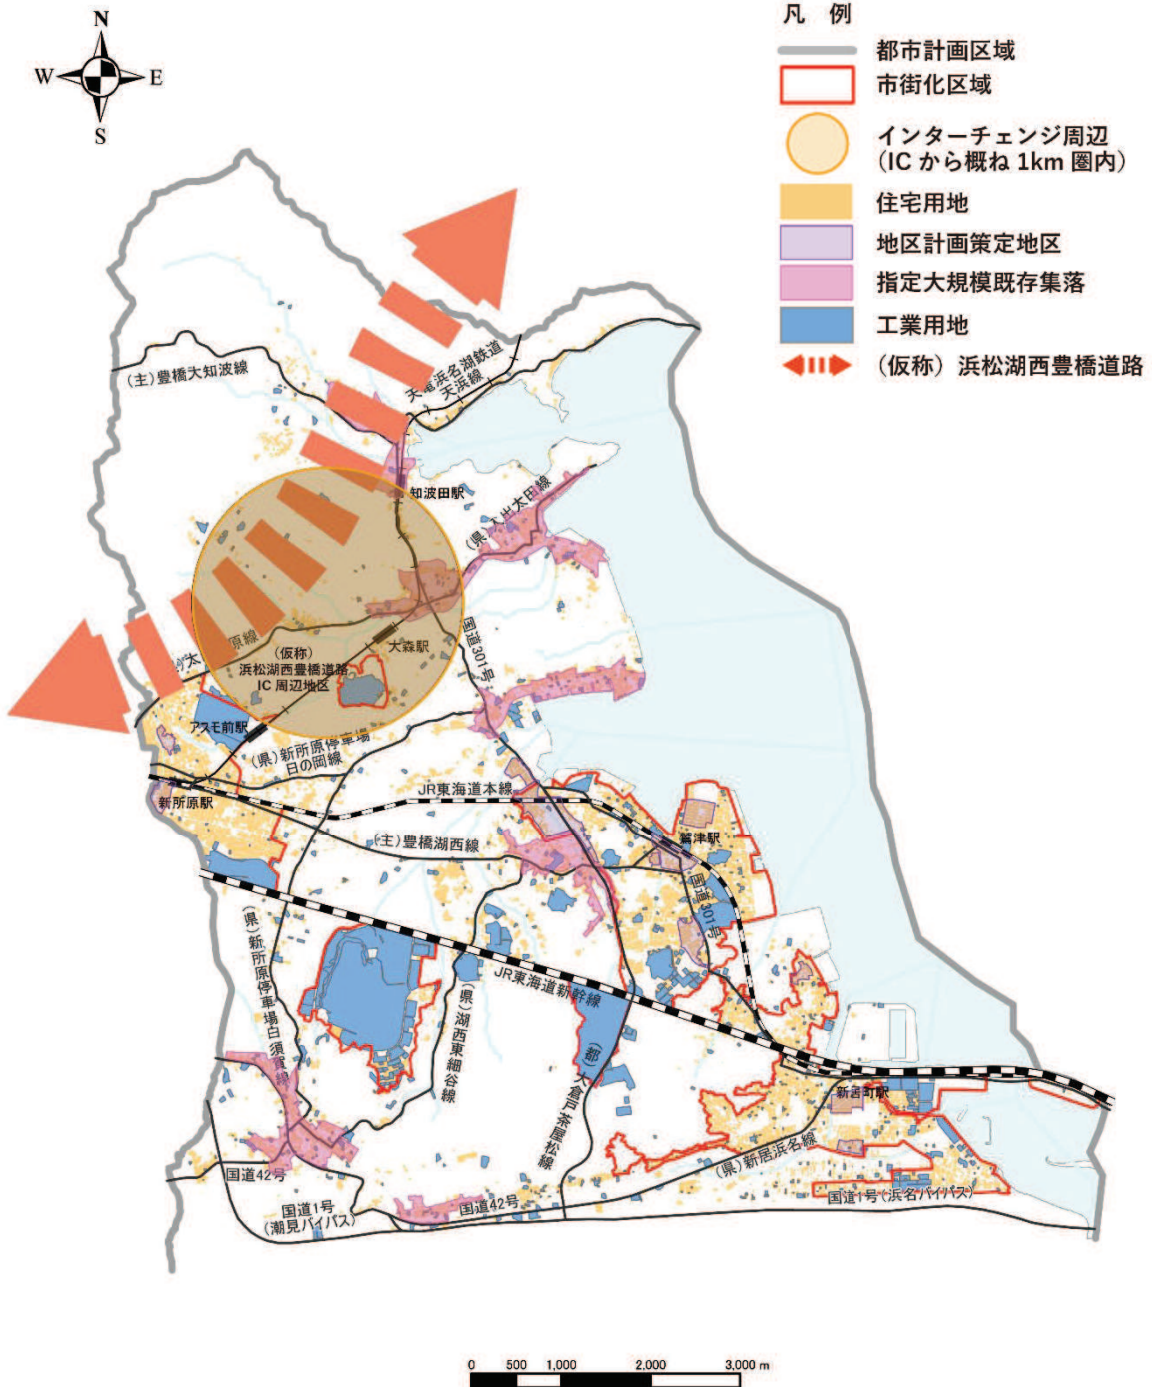 N
W
E
S
凡 例
都市計画区域
市街化区域
インターチェンジ周辺
（IC から概ね 1km 圏内）
住宅用地
地区計画策定地区
指定大規模既存集落
工業用地
（仮称）浜松湖西豊橋道路
(主)豊橋大知波線
天竜浜名湖鉄道
天浜線
知波田駅
(県)入出太田線
国道301号
大森駅
(仮称)
浜松湖西豊橋道路
IC 周辺地区
アスモ前駅
(県)新所原停車場
日の岡線
新所原駅
JR東海道本線
(主)豊橋湖西線
鷲津駅
国道301号
(県)新所原停車場白須賀線
JR東海道新幹線
(県)湖西東細谷線
(都)大倉戸茶屋松線
新居町駅
(県)新居浜名線
国道42号
国道1号
(潮見バイパス)
国道42号
国道1号(浜名バイパス)
0 500 1,000 2,000 3,000 m